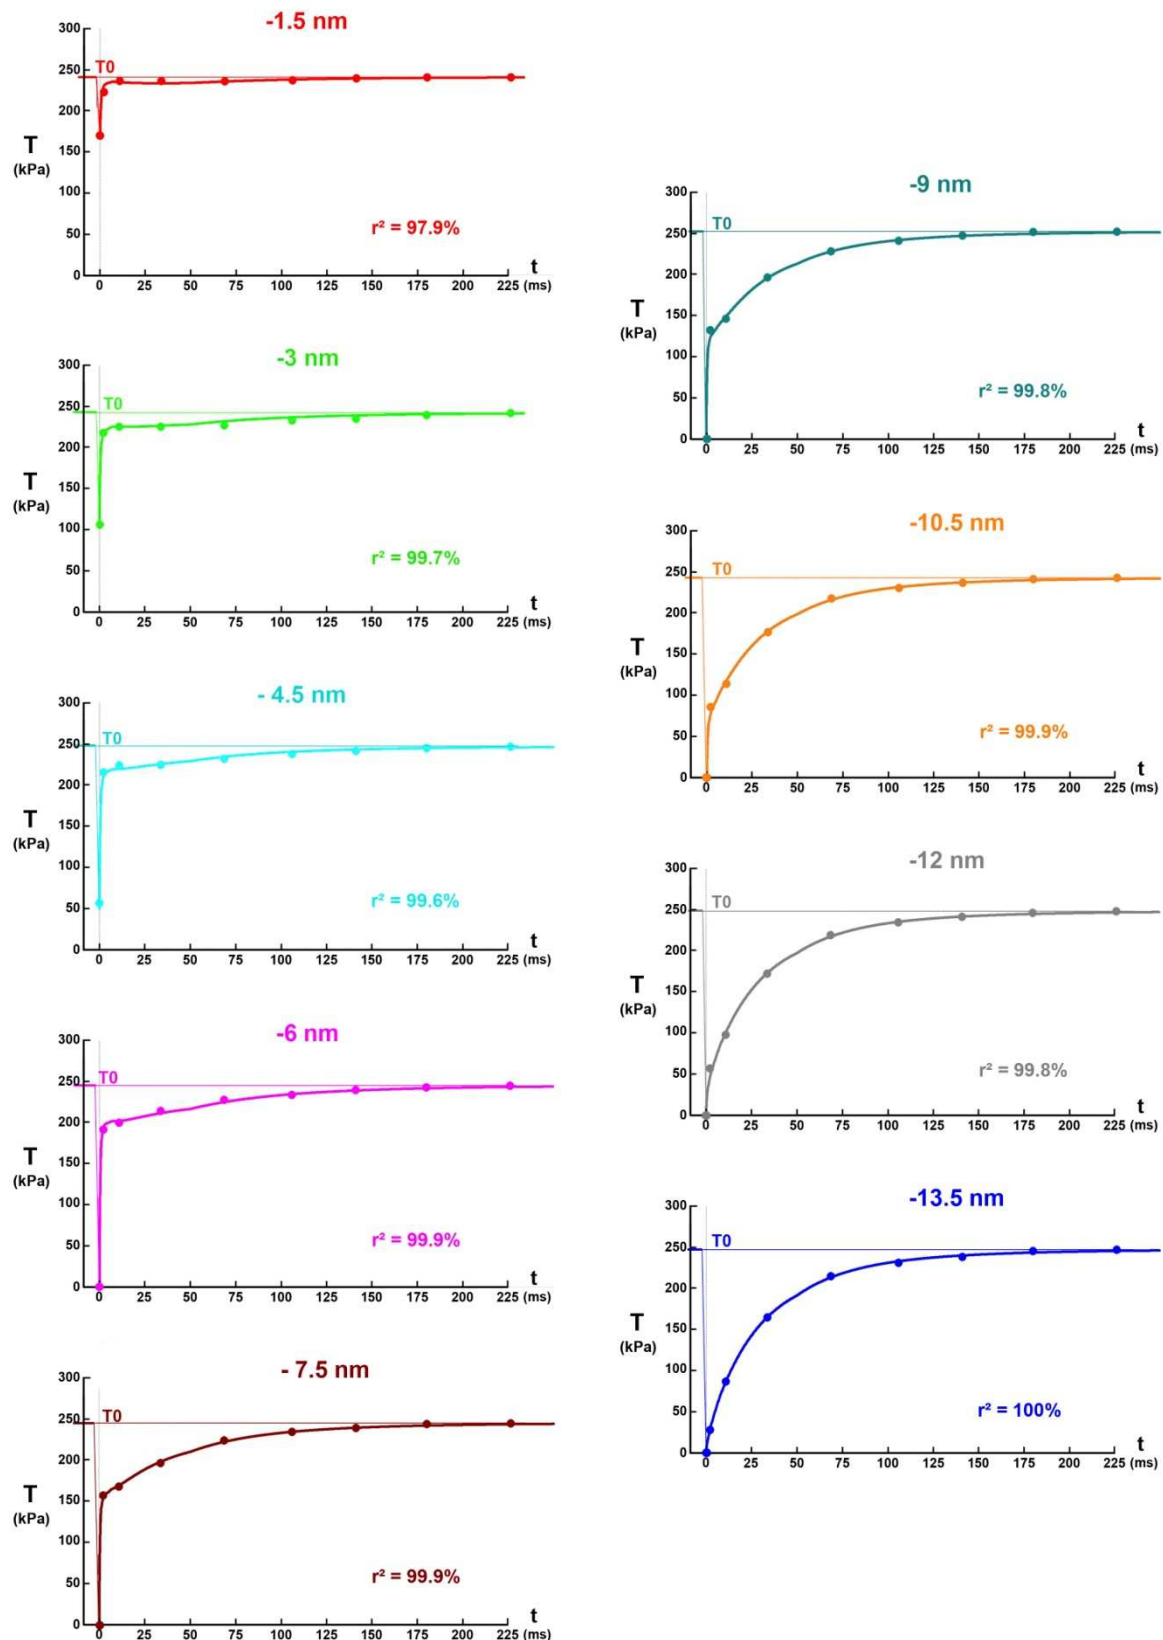 -1.5 nm
300
250
200
150
100
50
0
T0
T
(kPa)
r² = 97.9%
t
0 25 50 75 100 125 150 175 200 225 (ms)
-3 nm
300
250
200
150
100
50
0
T0
T
(kPa)
r² = 99.7%
t
0 25 50 75 100 125 150 175 200 225 (ms)
- 4.5 nm
300
250
200
150
100
50
0
T0
T
(kPa)
r² = 99.6%
t
0 25 50 75 100 125 150 175 200 225 (ms)
-6 nm
300
250
200
150
100
50
0
T0
T
(kPa)
r² = 99.9%
t
0 25 50 75 100 125 150 175 200 225 (ms)
- 7.5 nm
300
250
200
150
100
50
0
T0
T
(kPa)
r² = 99.9%
t
0 25 50 75 100 125 150 175 200 225 (ms)
-9 nm
300
250
200
150
100
50
0
T0
T
(kPa)
r² = 99.8%
t
0 25 50 75 100 125 150 175 200 225 (ms)
-10.5 nm
300
250
200
150
100
50
0
T0
T
(kPa)
r² = 99.9%
t
0 25 50 75 100 125 150 175 200 225 (ms)
-12 nm
300
250
200
150
100
50
0
T0
T
(kPa)
r² = 99.8%
t
0 25 50 75 100 125 150 175 200 225 (ms)
-13.5 nm
300
250
200
150
100
50
0
T0
T
(kPa)
r² = 100%
t
0 25 50 75 100 125 150 175 200 225 (ms)